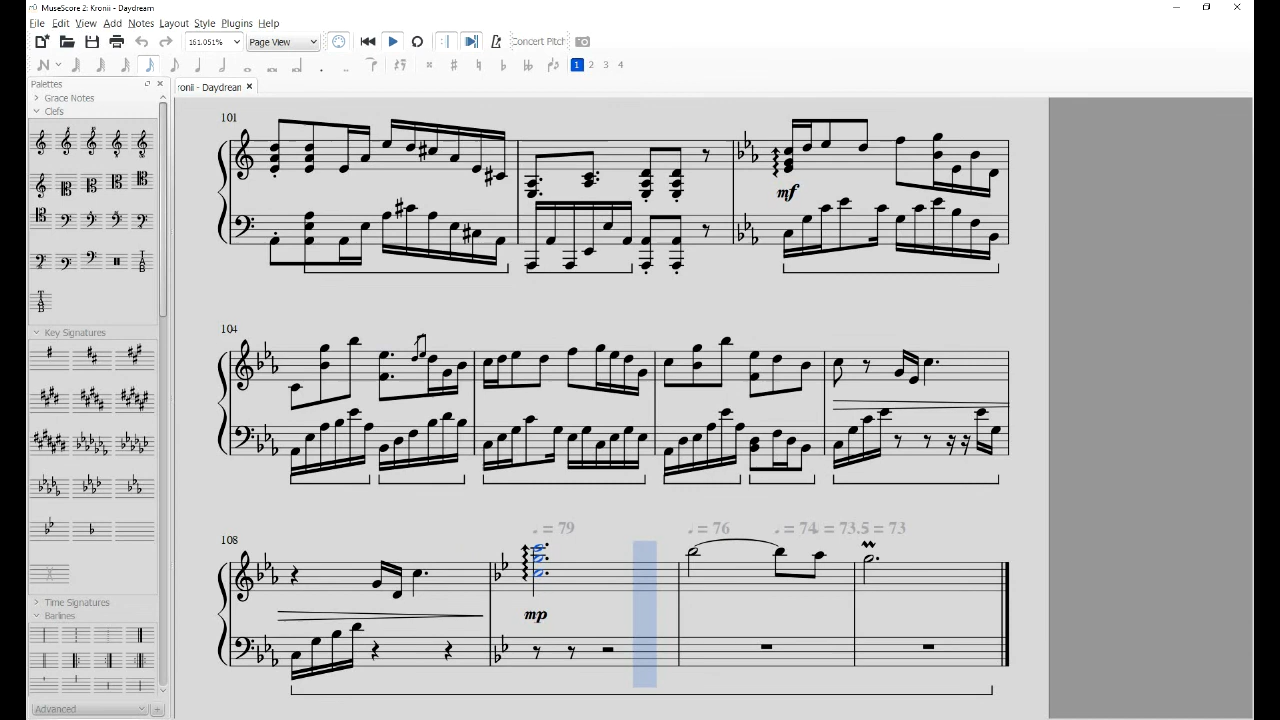 MuseScore 2: Kronii - Daydream
File Edit View Add Notes Layout Style Plugins Help
161.051% Page View Concert Pitch
N 1 2 3 4
Palettes
ronii - Daydrean
Grace Notes
Clefs
Key Signatures
Time Signatures
Barlines
Advanced
101
mf
104
= 79 = 76 = 74 = 73.5 = 73
108
mp